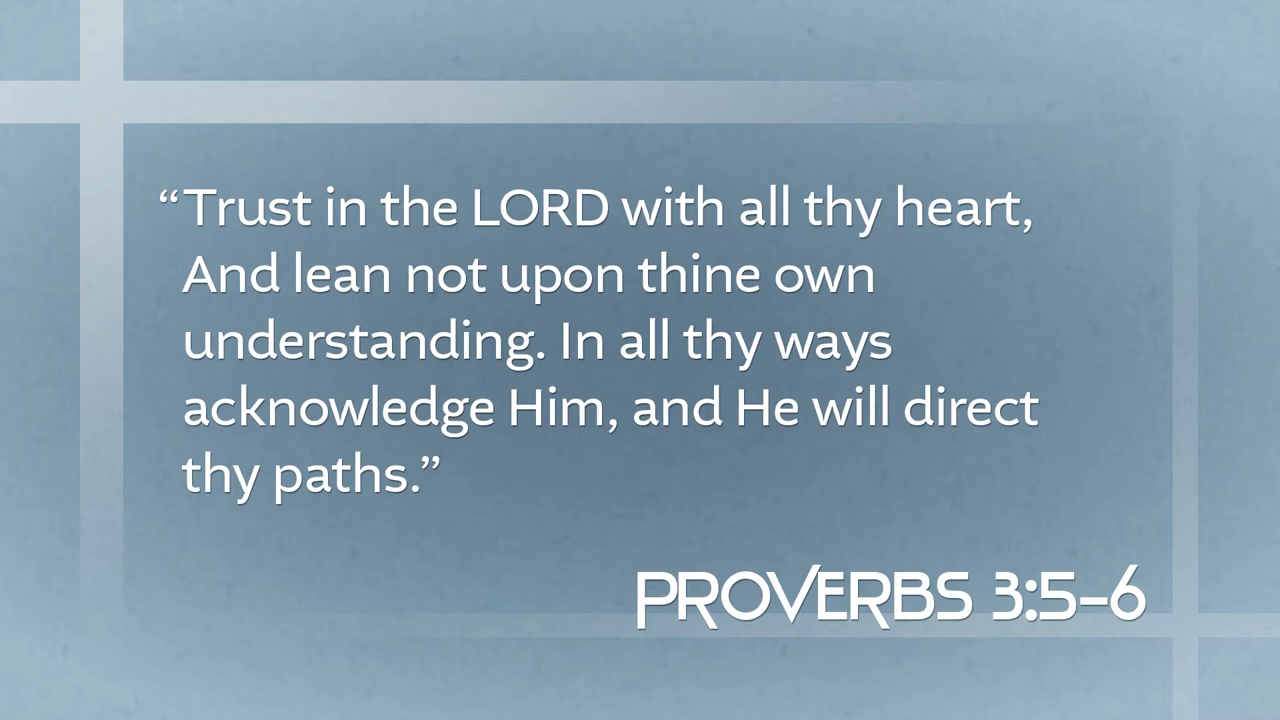 “Trust in the LORD with all thy heart,
And lean not upon thine own
understanding. In all thy ways
acknowledge Him, and He will direct
thy paths.”
PROVERBS 3:5–6